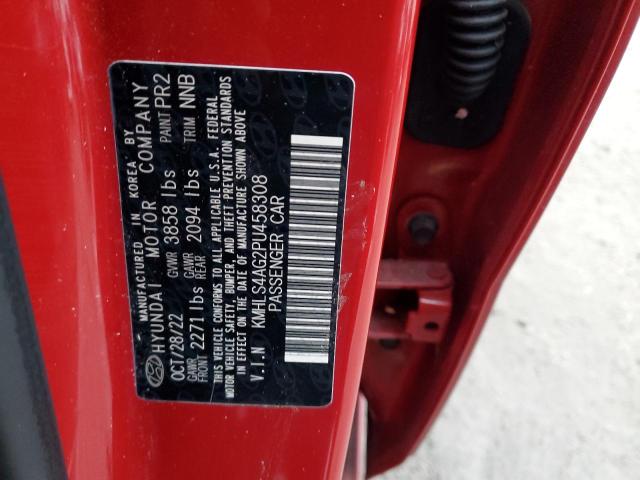 MANUFACTURED IN KOREA BY
HYUNDAI MOTOR COMPANY
OCT/28/22 GVWR 3858 lbs PAINT PR2
GAWR FRONT 2271 lbs GAWR REAR 2094 lbs TRIM NNB
THIS VEHICLE CONFORMS TO ALL APPLICABLE U.S.A. FEDERAL
MOTOR VEHICLE SAFETY, BUMPER, AND THEFT PREVENTION STANDARDS
IN EFFECT ON THE DATE OF MANUFACTURE SHOWN ABOVE
V.I.N KMHLS4AG2PU458308
PASSENGER CAR